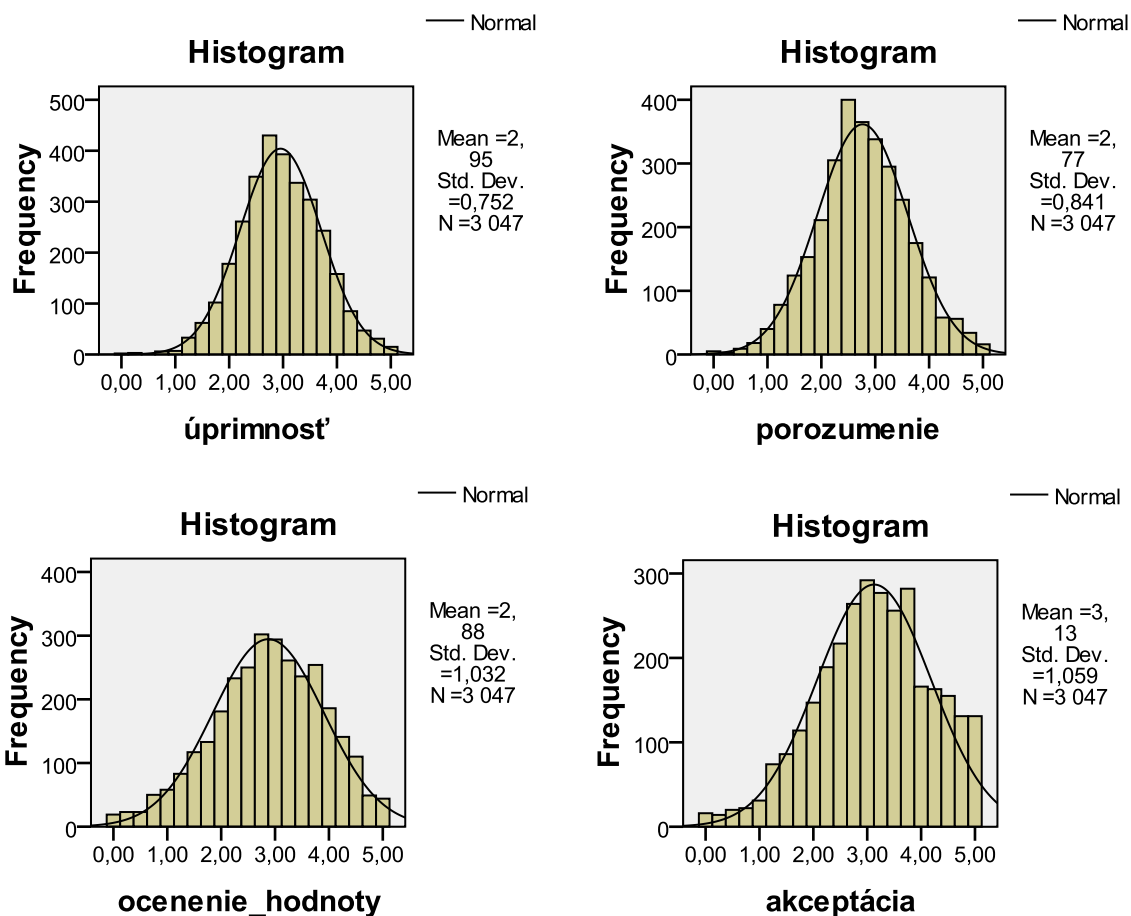 Normal
Histogram
500
400
300
200
100
0
Frequency
0,00 1,00 2,00 3,00 4,00 5,00
úprimnosť
Mean =2,
95
Std. Dev.
=0,752
N =3 047
Normal
Histogram
400
300
200
100
0
Frequency
0,00 1,00 2,00 3,00 4,00 5,00
porozumenie
Mean =2,
77
Std. Dev.
=0,841
N =3 047
Normal
Histogram
400
300
200
100
0
Frequency
0,00 1,00 2,00 3,00 4,00 5,00
ocenenie_hodnoty
Mean =2,
88
Std. Dev.
=1,032
N =3 047
Normal
Histogram
300
200
100
0
Frequency
0,00 1,00 2,00 3,00 4,00 5,00
akceptácia
Mean =3,
13
Std. Dev.
=1,059
N =3 047